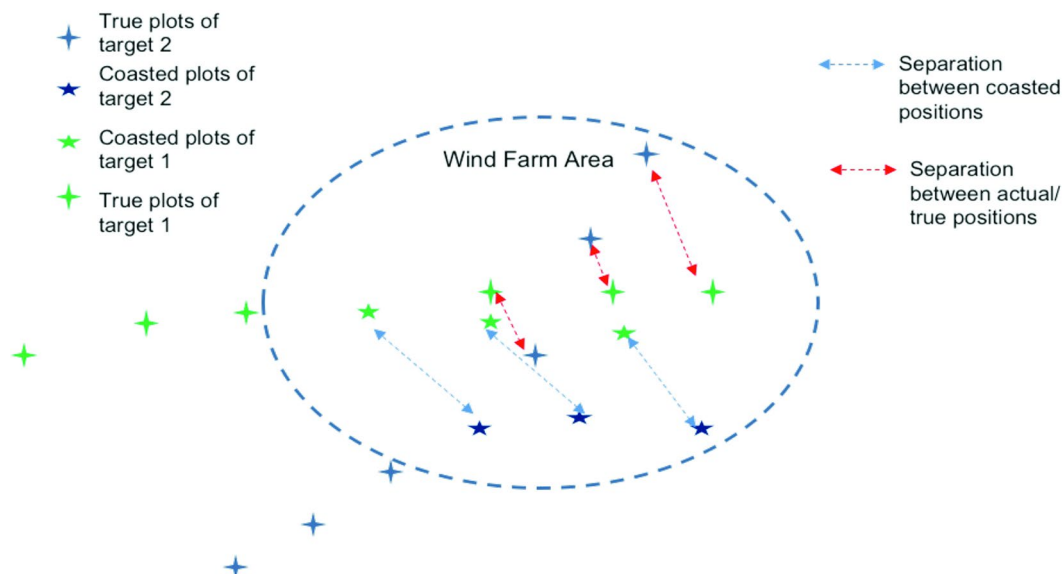 True plots of
target 2
Coasted plots of
target 2
Coasted plots of
target 1
True plots of
target 1
Wind Farm Area
Separation
between coasted
positions
Separation
between actual/
true positions